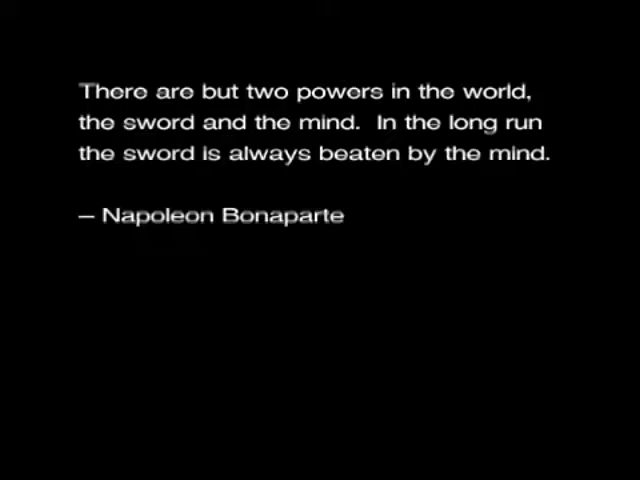 There are but two powers in the world,
the sword and the mind.  In the long run
the sword is always beaten by the mind.
– Napoleon Bonaparte